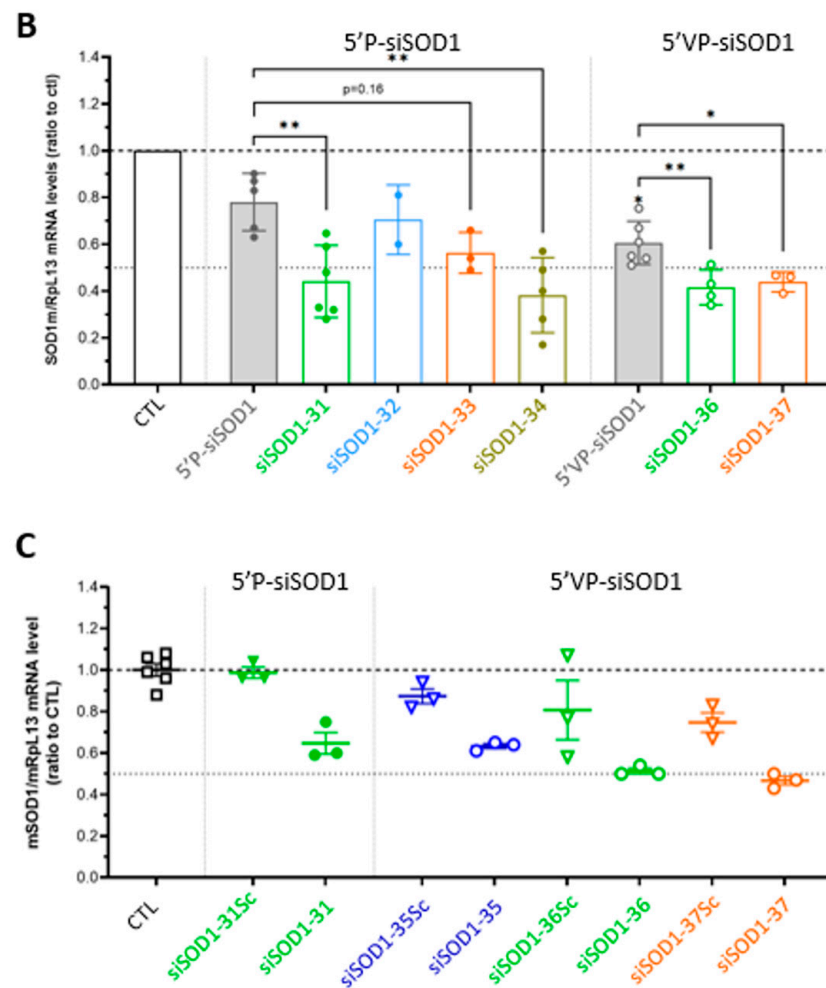 B
5'P-siSOD1
5'VP-siSOD1
SOD1m/RpL13 mRNA levels (ratio to ctl)
1.4
1.2
1.0
0.8
0.6
0.4
0.2
0.0
**
p=0.16
**
*
**
*
CTL
5'P-siSOD1
siSOD1-31
siSOD1-32
siSOD1-33
siSOD1-34
5'VP-siSOD1
siSOD1-36
siSOD1-37
C
5'P-siSOD1
5'VP-siSOD1
mSOD1/mRpL13 mRNA level
(ratio to CTL)
1.4
1.2
1.0
0.8
0.6
0.4
0.2
0.0
CTL
siSOD1-31Sc
siSOD1-31
siSOD1-35Sc
siSOD1-35
siSOD1-36Sc
siSOD1-36
siSOD1-37Sc
siSOD1-37